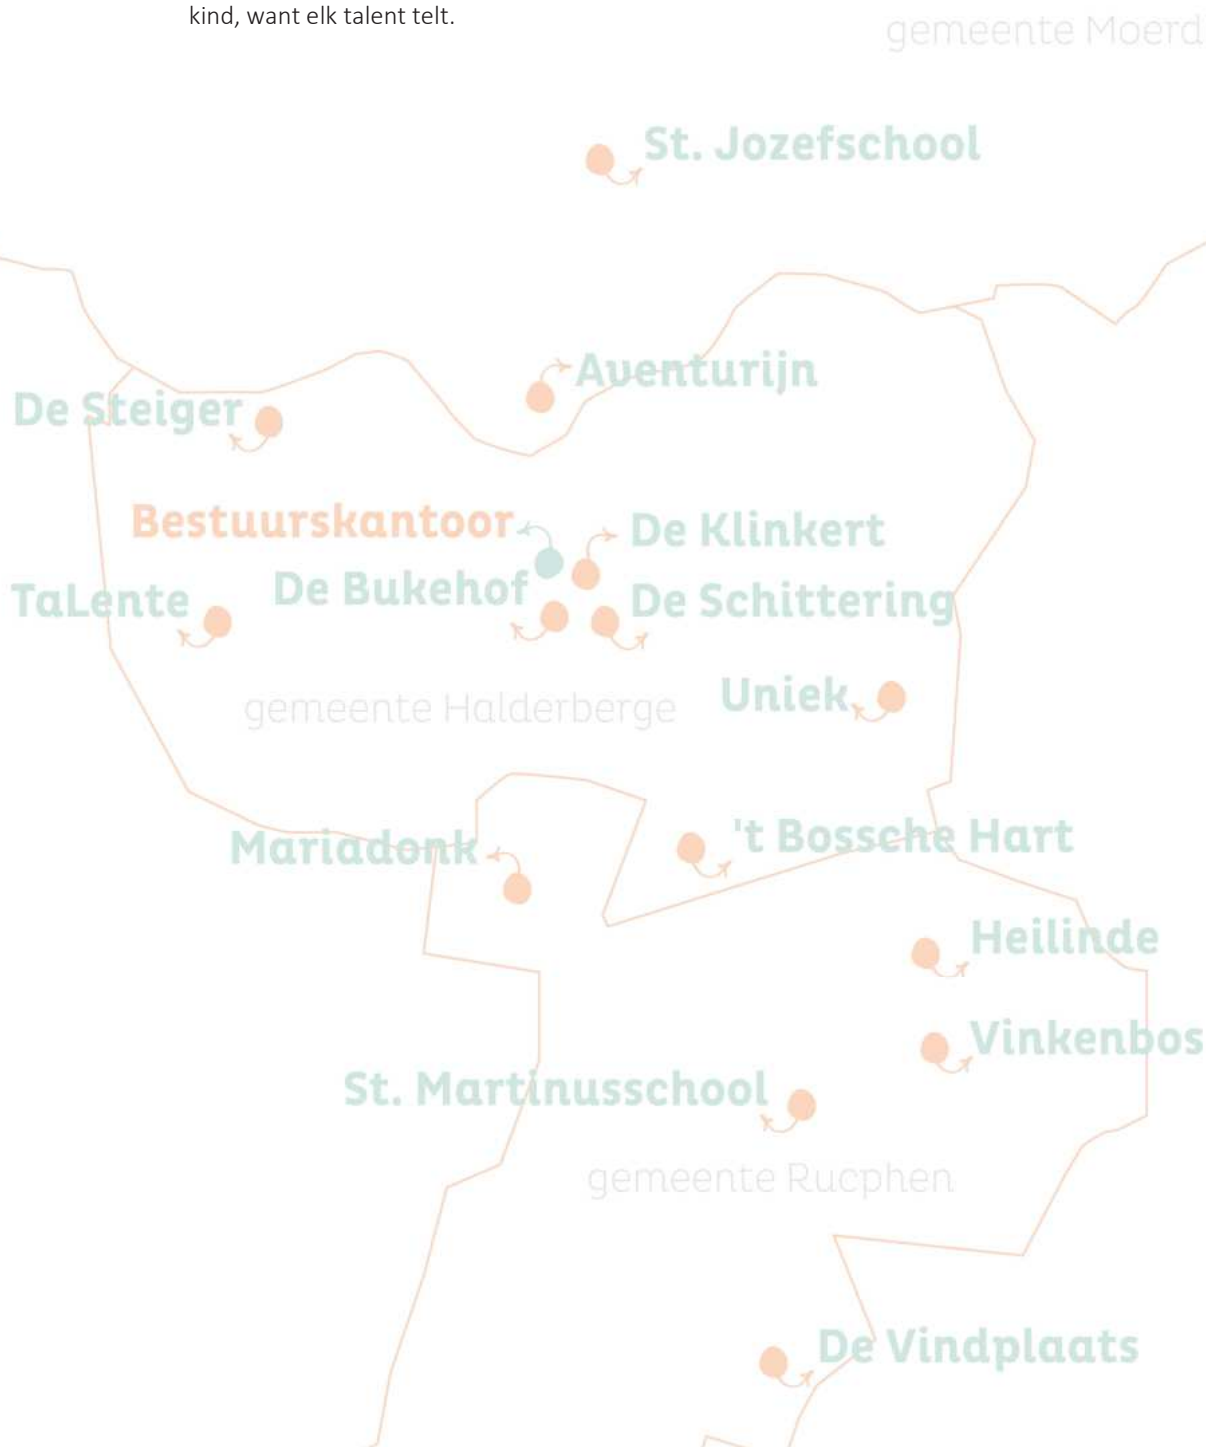 kind, want elk talent telt.
gemeente Moerd
St. Jozefschool
Aventurijn
De Steiger
Bestuurskantoor
De Klinkert
De Bukehof
TaLente
De Schittering
Uniek
gemeente Halderberge
't Bossche Hart
Mariadonk
Heilinde
Vinkenbos
St. Martinusschool
gemeente Rucphen
De Vindplaats